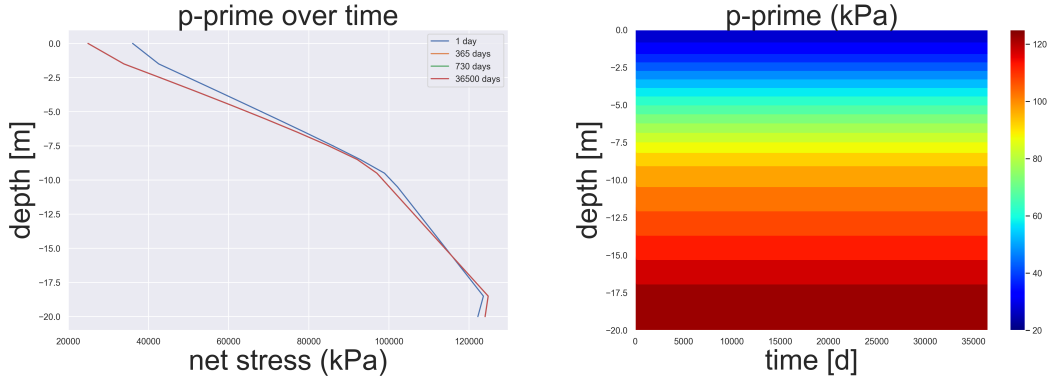 p-prime over time
depth [m]
0.0
−2.5
−5.0
−7.5
−10.0
−12.5
−15.0
−17.5
−20.0
1 day
365 days
730 days
36500 days
20000 40000 60000 80000 100000 120000
net stress (kPa)
p-prime (kPa)
depth [m]
0.0
−2.5
−5.0
−7.5
−10.0
−12.5
−15.0
−17.5
−20.0
0 5000 10000 15000 20000 25000 30000 35000
time [d]
120
100
80
60
40
20